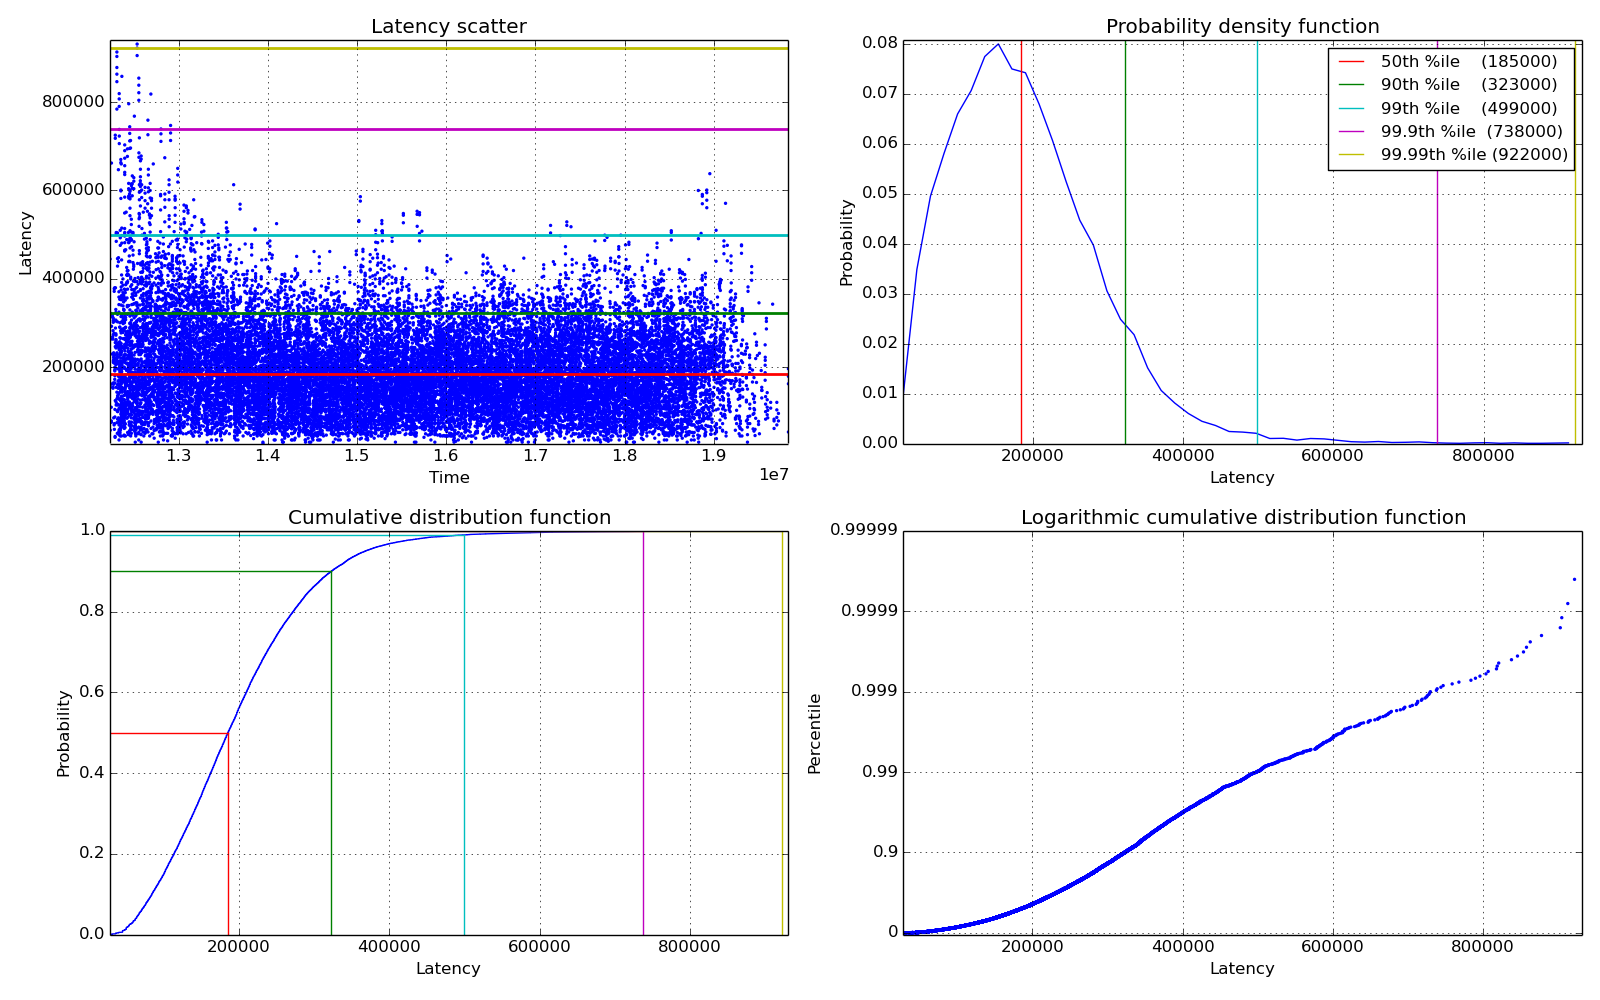 Latency scatter
800000
600000
400000
200000
Latency
1.3 1.4 1.5 1.6 1.7 1.8 1.9
1e7
Time
Probability density function
0.08
0.07
0.06
0.05
0.04
0.03
0.02
0.01
0.00
Probability
50th %ile (185000)
90th %ile (323000)
99th %ile (499000)
99.9th %ile (738000)
99.99th %ile (922000)
200000 400000 600000 800000
Latency
Cumulative distribution function
1.0
0.8
0.6
0.4
0.2
0.0
Probability
200000 400000 600000 800000
Latency
Logarithmic cumulative distribution function
0.99999
0.9999
0.999
0.99
0.9
0
Percentile
200000 400000 600000 800000
Latency